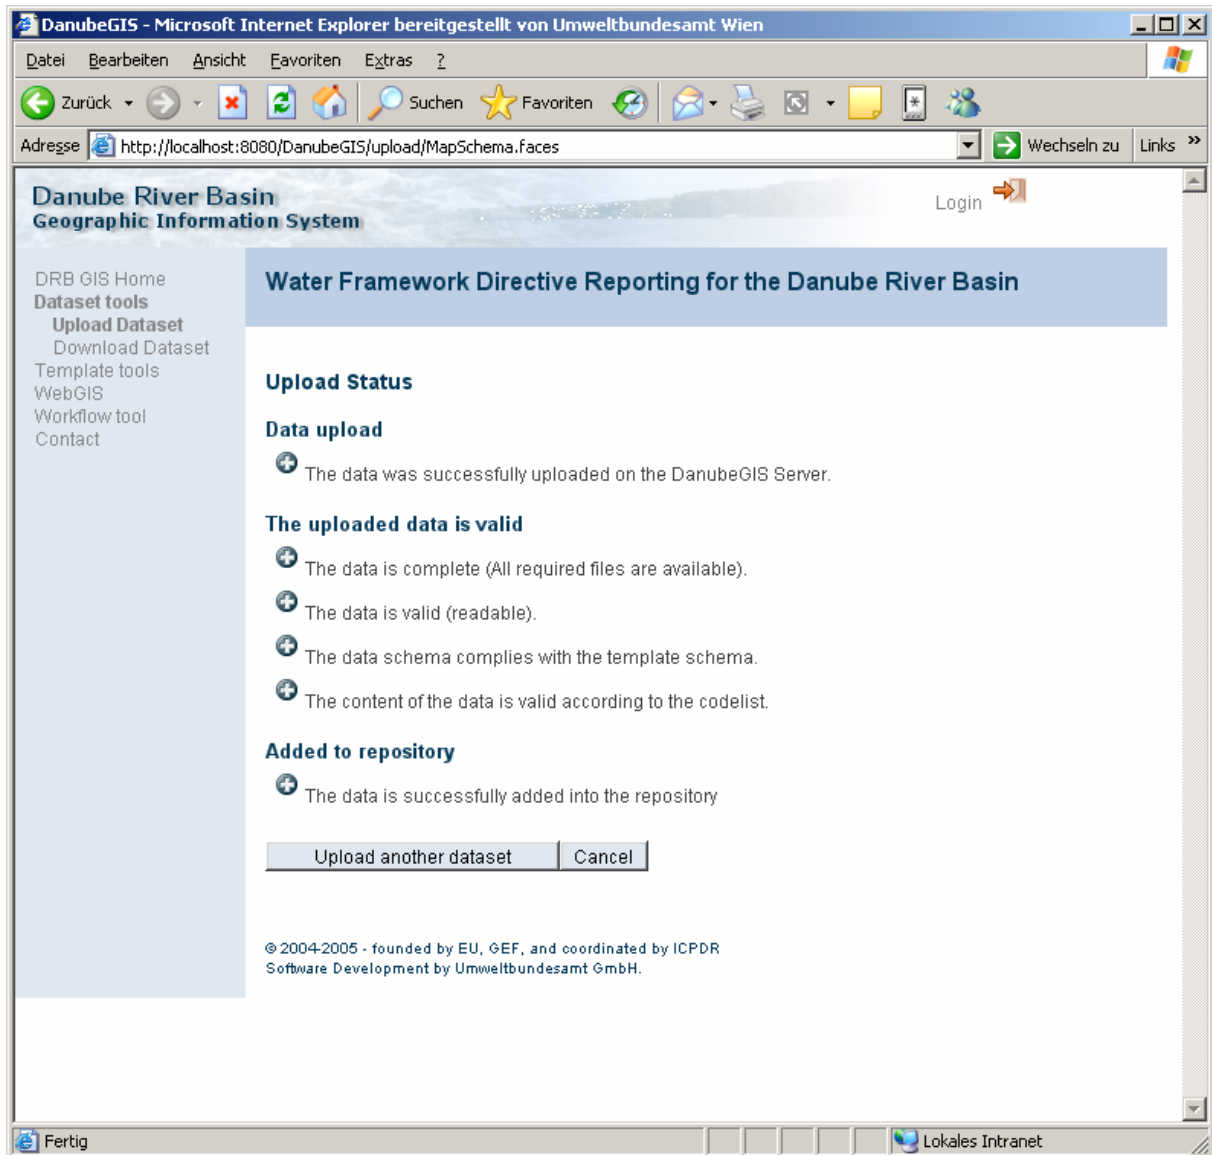 DanubeGIS - Microsoft Internet Explorer bereitgestellt von Umweltbundesamt Wien
Datei Bearbeiten Ansicht Favoriten Extras ?
Zurück Suchen Favoriten
Adresse http://localhost:8080/DanubeGIS/upload/MapSchema.faces Wechseln zu Links »
Danube River Basin
Geographic Information System
Login
DRB GIS Home
Dataset tools
Upload Dataset
Download Dataset
Template tools
WebGIS
Workflow tool
Contact
Water Framework Directive Reporting for the Danube River Basin
Upload Status
Data upload
The data was successfully uploaded on the DanubeGIS Server.
The uploaded data is valid
The data is complete (All required files are available).
The data is valid (readable).
The data schema complies with the template schema.
The content of the data is valid according to the codelist.
Added to repository
The data is successfully added into the repository
Upload another dataset Cancel
© 2004-2005 - founded by EU, GEF, and coordinated by ICPDR
Software Development by Umweltbundesamt GmbH.
Fertig Lokales Intranet